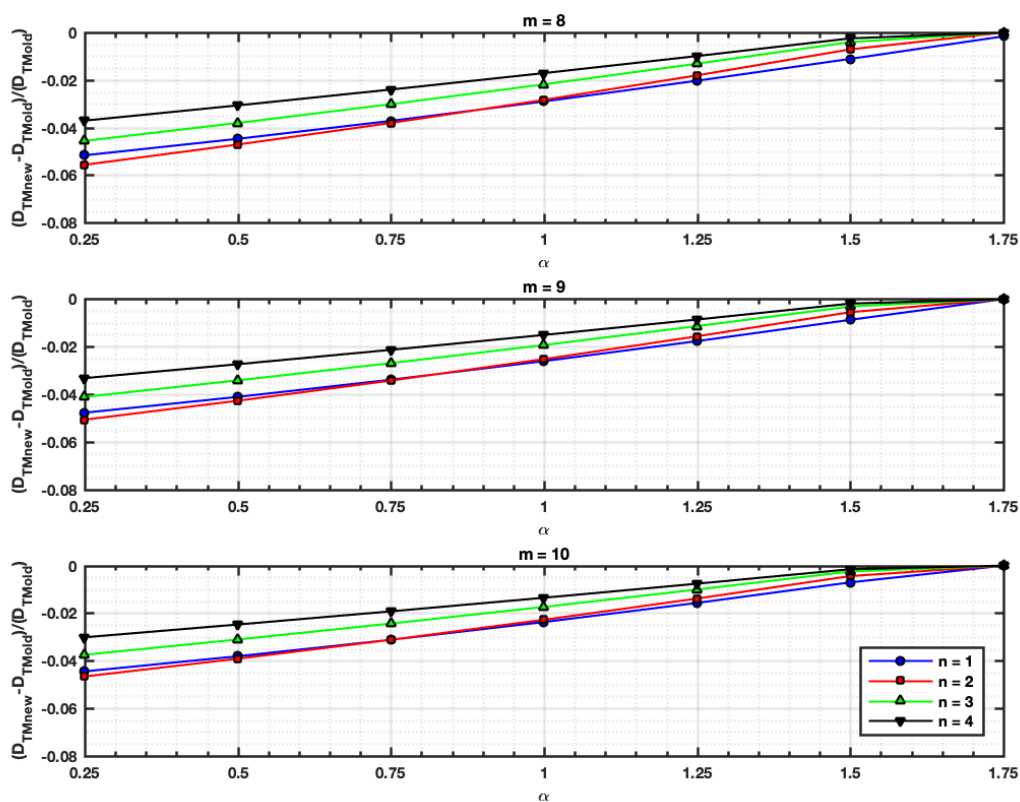 m = 8
(D_TMnew-D_TMold)/(D_TMold)
0
-0.02
-0.04
-0.06
-0.08
0.25 0.5 0.75 1 1.25 1.5 1.75
α
m = 9
(D_TMnew-D_TMold)/(D_TMold)
0
-0.02
-0.04
-0.06
-0.08
0.25 0.5 0.75 1 1.25 1.5 1.75
α
m = 10
(D_TMnew-D_TMold)/(D_TMold)
0
-0.02
-0.04
-0.06
-0.08
0.25 0.5 0.75 1 1.25 1.5 1.75
α
n = 1
n = 2
n = 3
n = 4